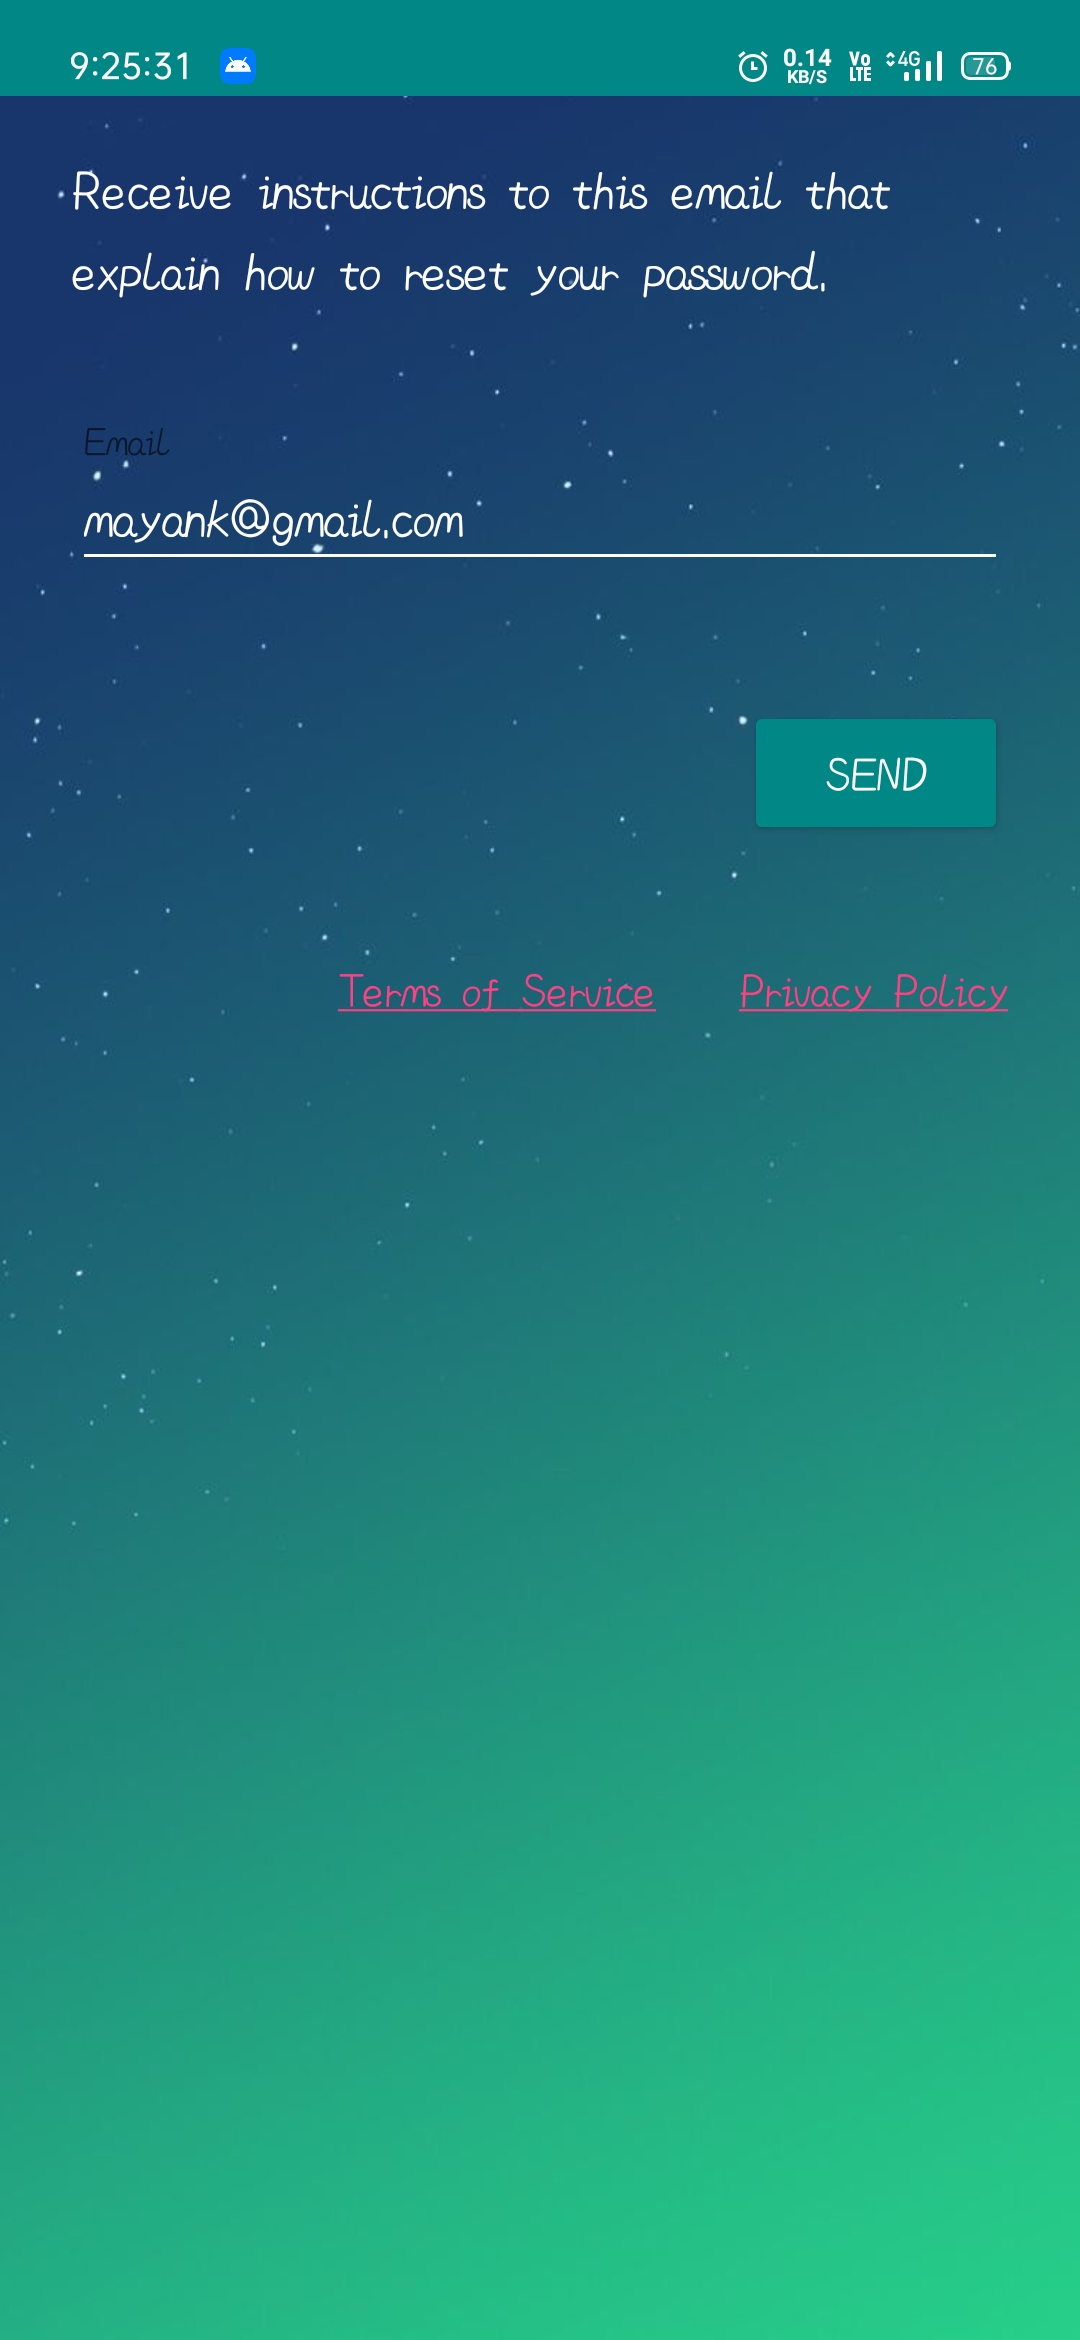 9:25:31 0.14 KB/S Vo LTE 4G 76
Receive instructions to this email that
explain how to reset your password.
Email
mayank@gmail.com
SEND
Terms of Service Privacy Policy